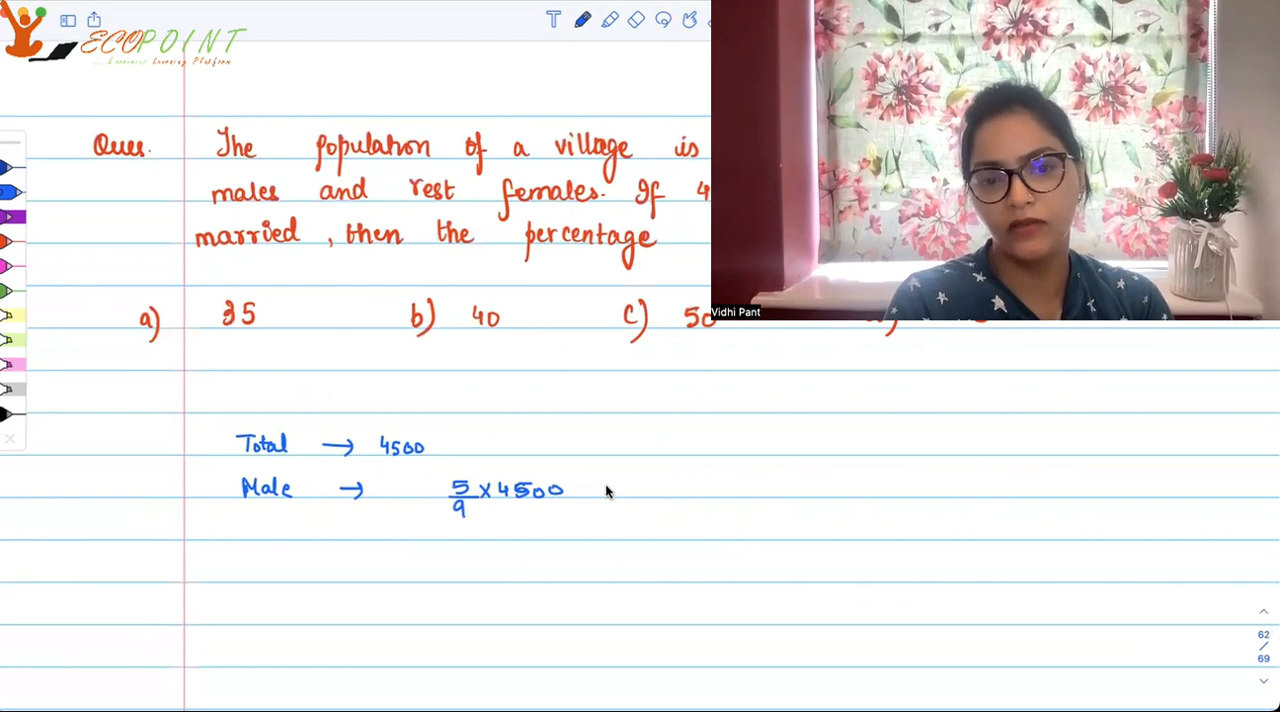 ECOPOINT
Ques. The population of a village is
males and rest females. If 4
married, then the percentage
a) 35 b) 40 c) 50
Vidhi Pant
Total → 4500
Male → 5/9 × 4500
62
/
69